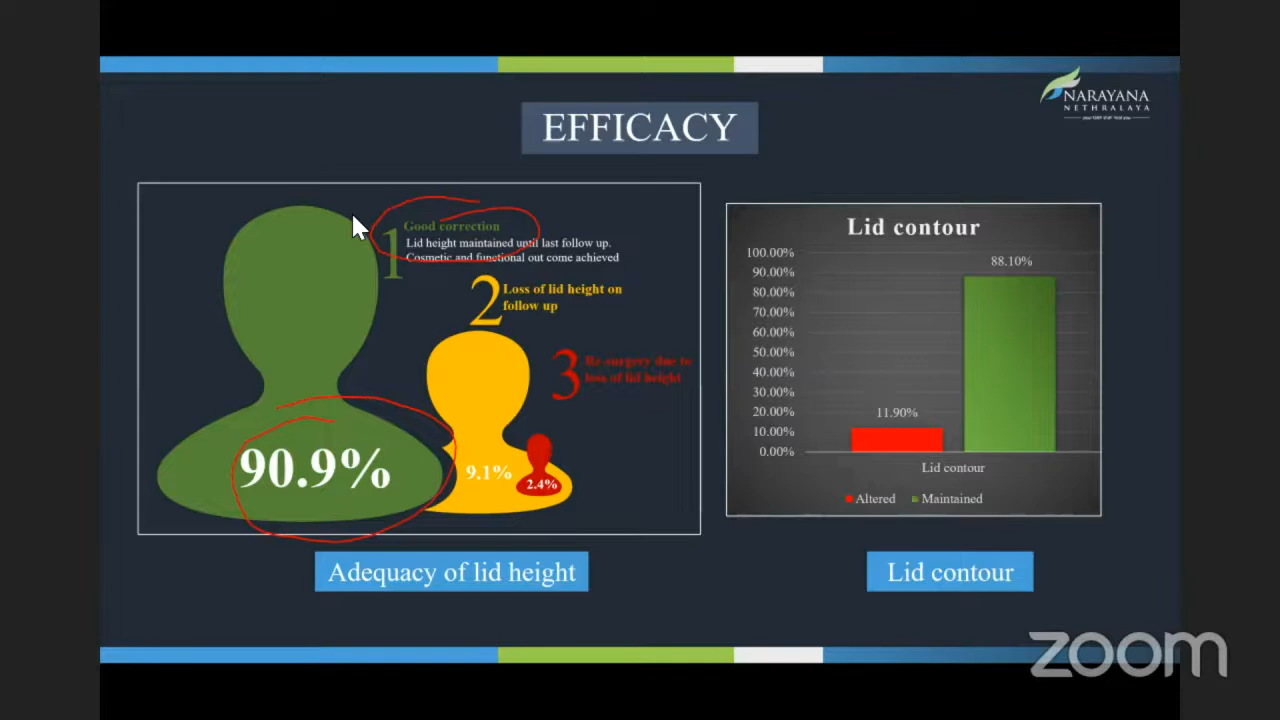 NARAYANA
NETHRALAYA
EFFICACY
1
Good correction
Lid height maintained until last follow up.
Cosmetic and functional out come achieved
2
Loss of lid height on
follow up
3
Re surgery due to
loss of lid height
90.9%
9.1%
2.4%
Adequacy of lid height
Lid contour
100.00%
90.00%
80.00%
70.00%
60.00%
50.00%
40.00%
30.00%
20.00%
10.00%
0.00%
88.10%
11.90%
Lid contour
Altered Maintained
Lid contour
zoom